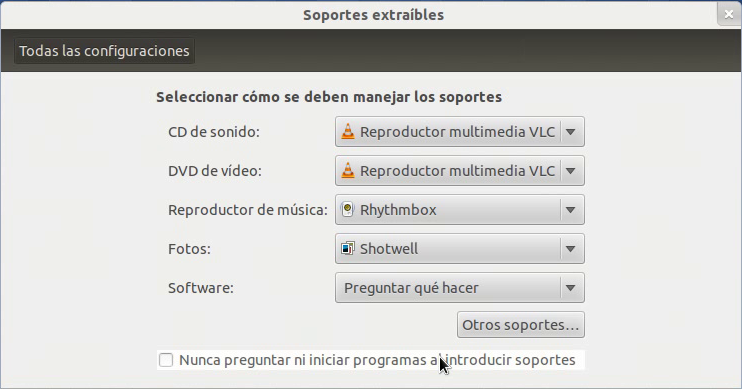 Soportes extraíbles
Todas las configuraciones
Seleccionar cómo se deben manejar los soportes
CD de sonido: Reproductor multimedia VLC
DVD de vídeo: Reproductor multimedia VLC
Reproductor de música: Rhythmbox
Fotos: Shotwell
Software: Preguntar qué hacer
Otros soportes...
Nunca preguntar ni iniciar programas al introducir soportes